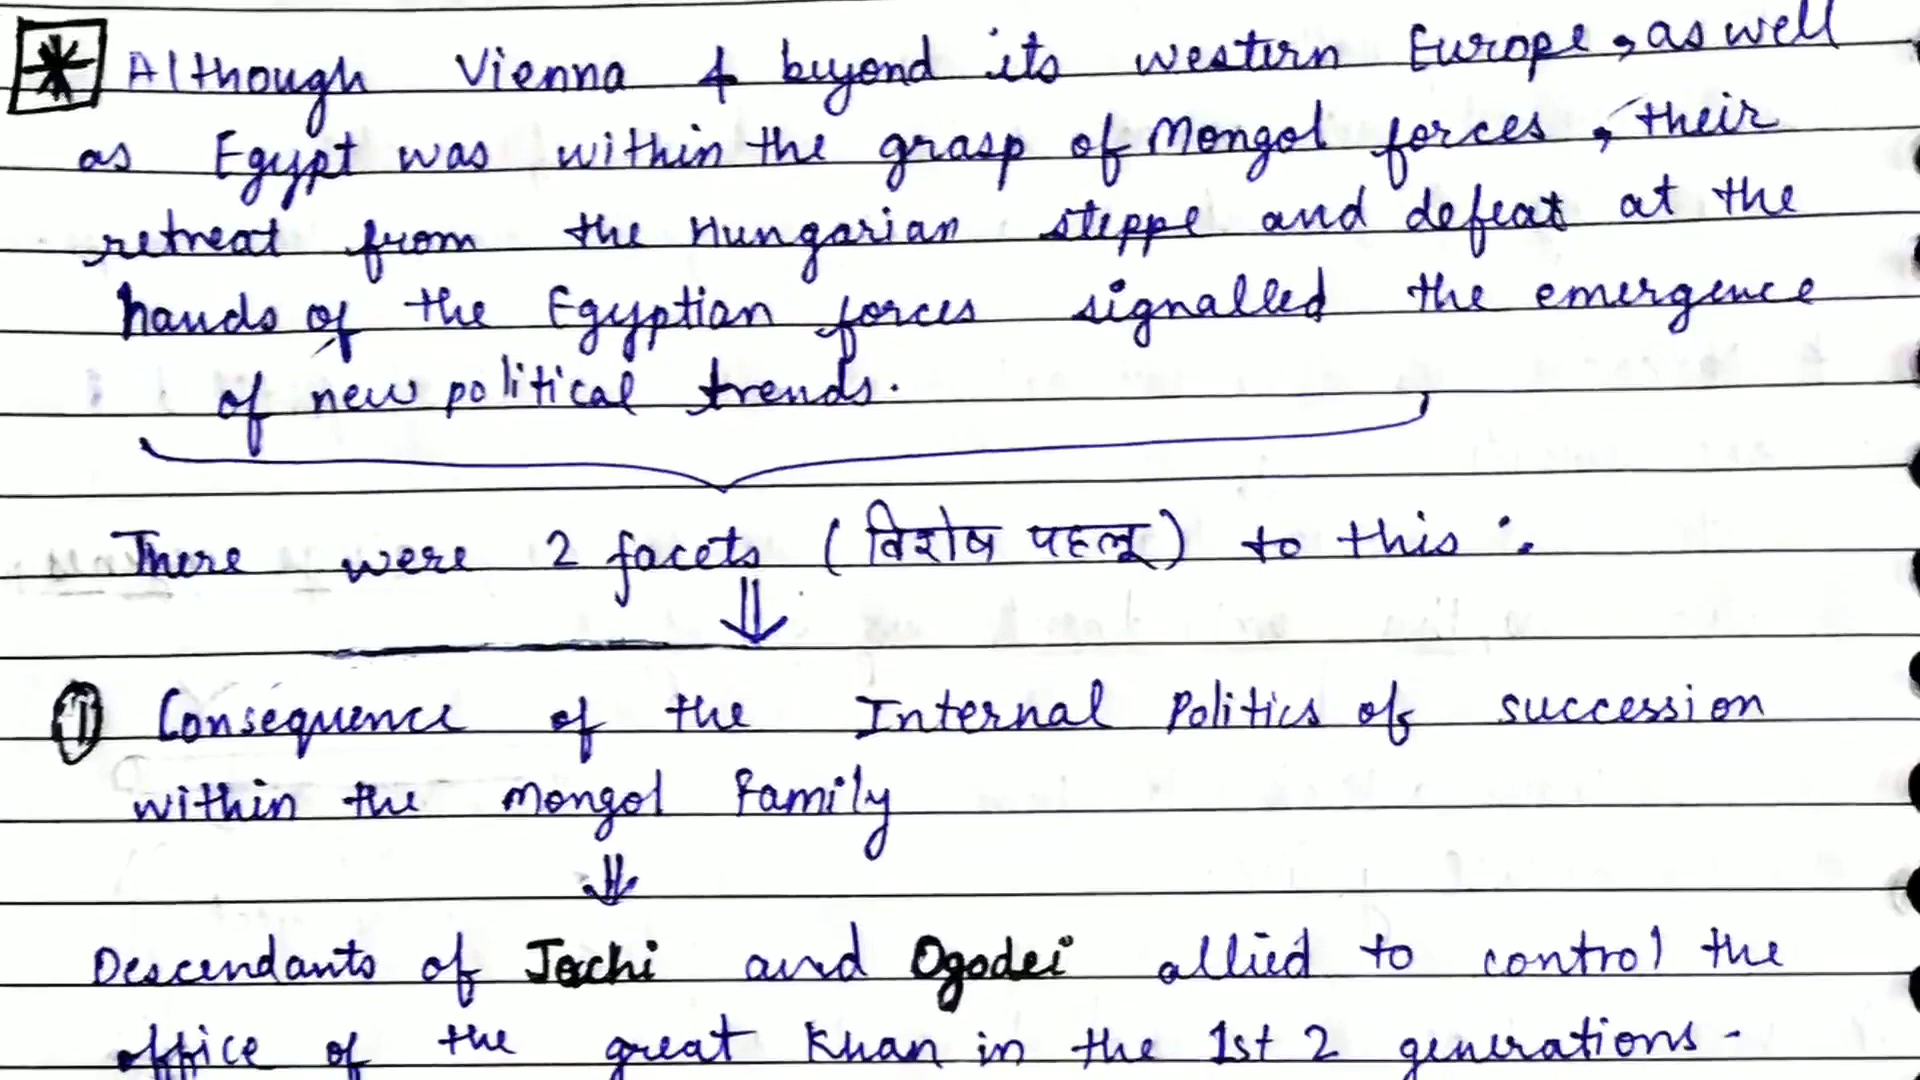 Although Vienna & beyond its western Europe, as well
as Egypt was within the grasp of Mongol forces, their
retreat from the Hungarian steppe and defeat at the
hands of the Egyptian forces signalled the emergence
of new political trends.
There were 2 facets (विशेष पहलू) to this :
① Consequence of the Internal Politics of succession
within the Mongol Family
Descendants of Jochi and Ogodei allied to control the
office of the great Khan in the 1st 2 generations -